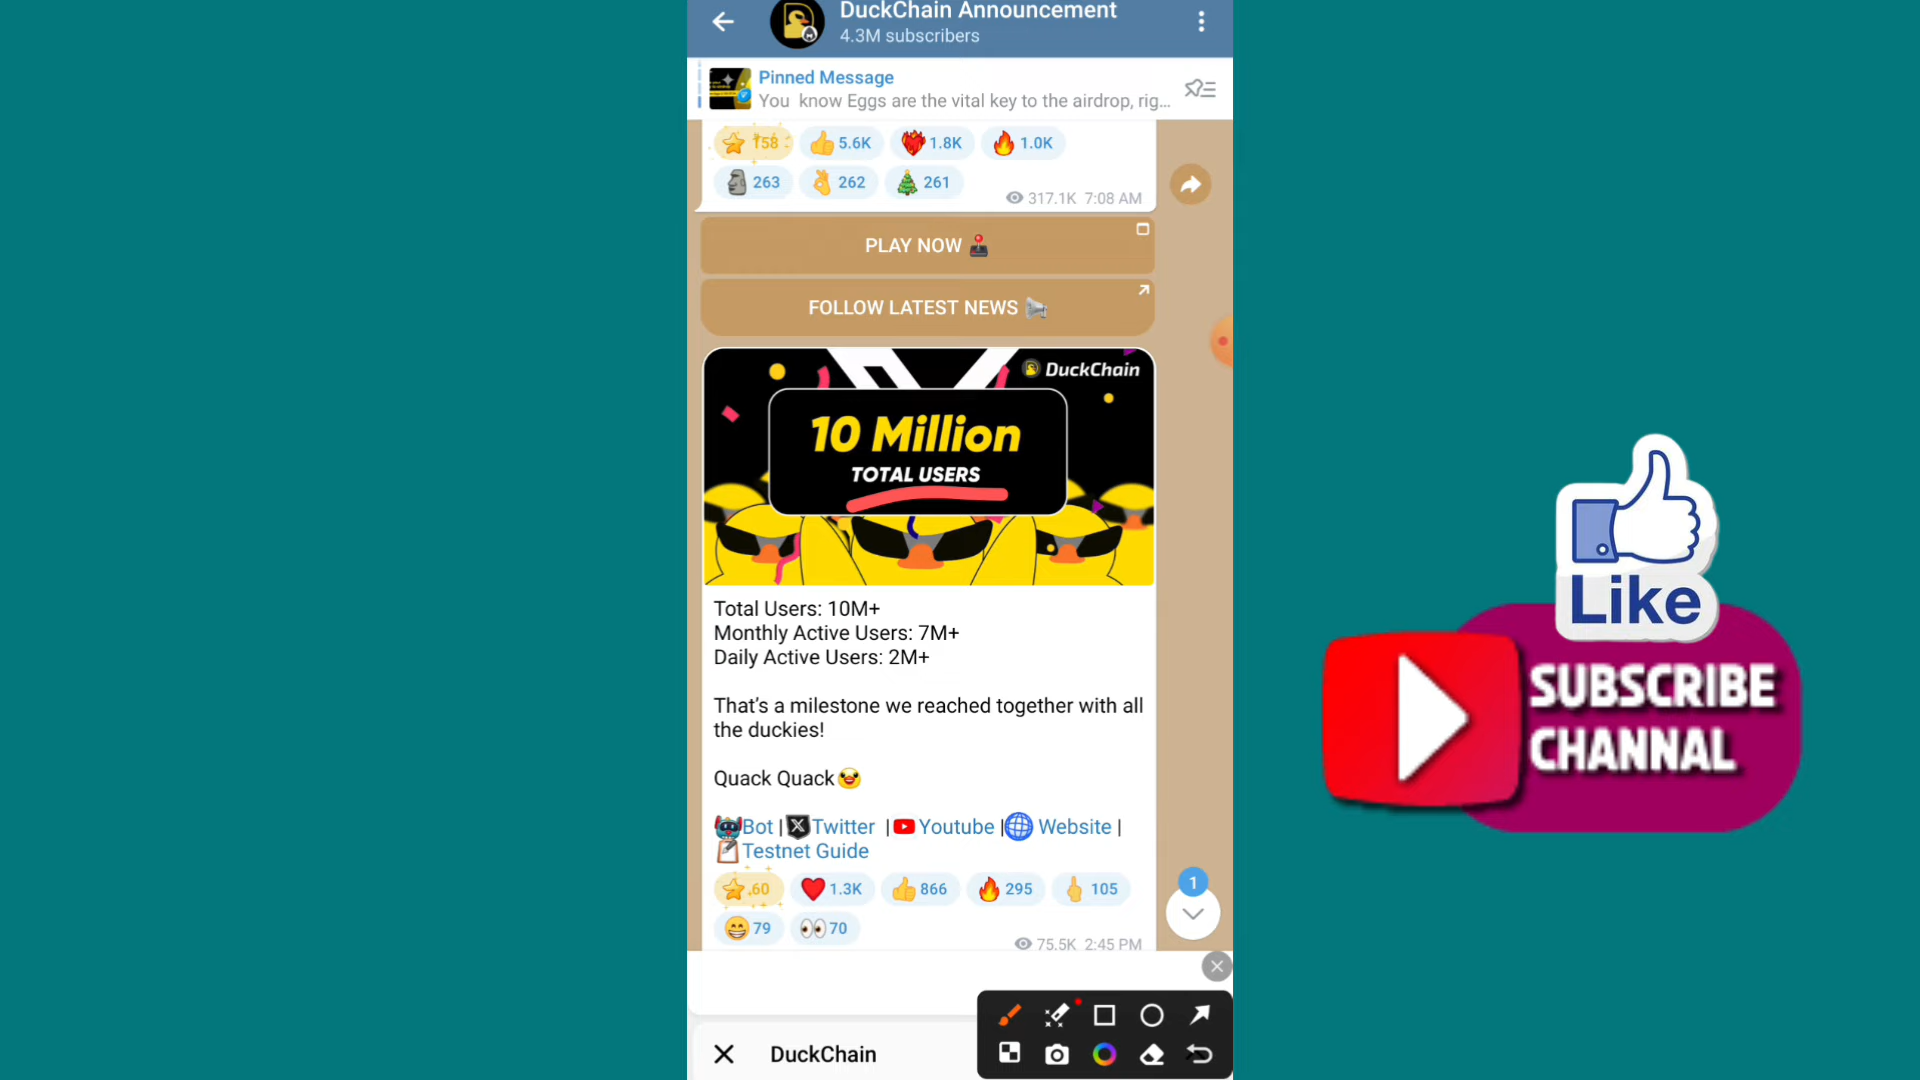 DuckChain Announcement
4.3M subscribers
Pinned Message
You know Eggs are the vital key to the airdrop, rig...
158 5.6K 1.8K 1.0K
263 262 261
317.1K 7:08 AM
PLAY NOW
FOLLOW LATEST NEWS
DuckChain
10 Million
TOTAL USERS
Total Users: 10M+
Monthly Active Users: 7M+
Daily Active Users: 2M+
That's a milestone we reached together with all
the duckies!
Quack Quack
Bot | Twitter | Youtube | Website |
Testnet Guide
60 1.3K 866 295 105
79 70
75.5K 2:45 PM
1
DuckChain
Like
SUBSCRIBE
CHANNAL